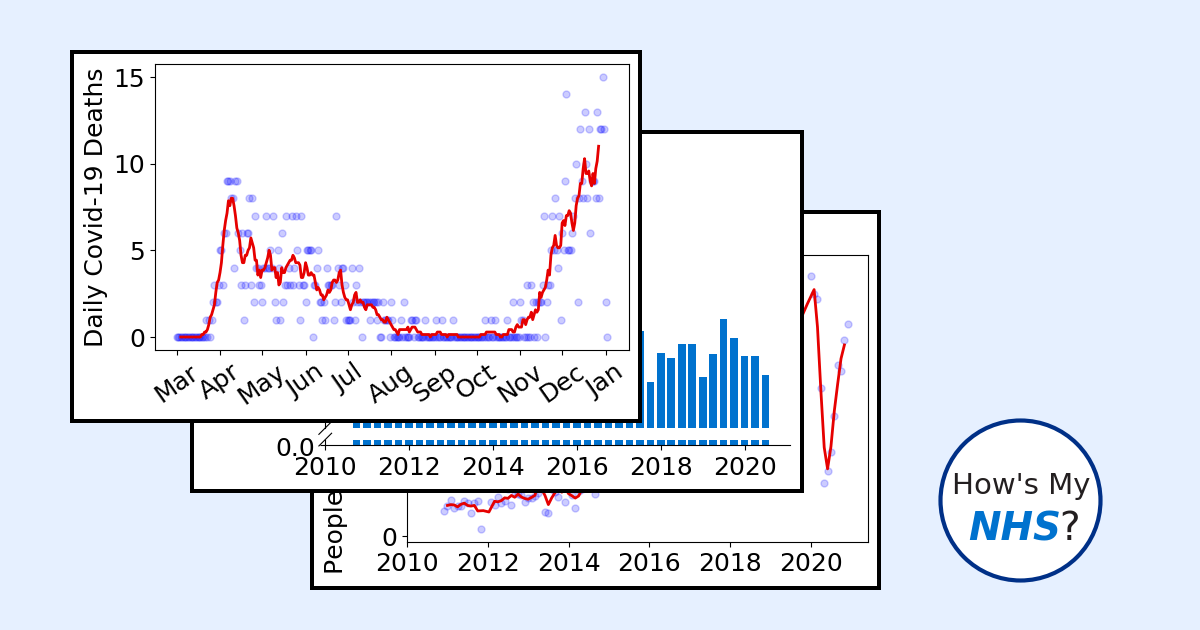 Daily Covid-19 Deaths
15
10
5
0
Mar Apr May Jun Jul Aug Sep Oct Nov Dec Jan
0.0
2010 2012 2014 2016 2018 2020
People
0
2010 2012 2014 2016 2018 2020
How's My
NHS?